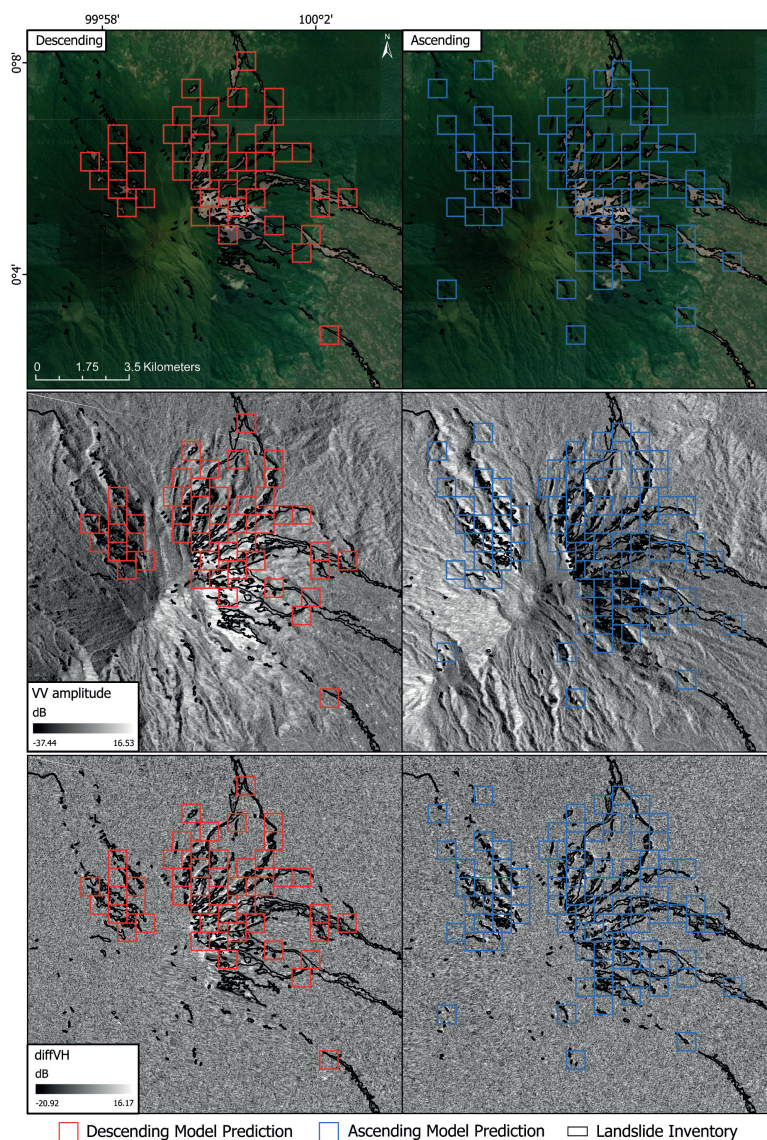 99°58' 100°2'
Descending
N
Ascending
0°8'
0°4'
0 1.75 3.5 Kilometers
VV amplitude
dB
-37.44 16.53
diffVH
dB
-20.92 16.17
Descending Model Prediction Ascending Model Prediction Landslide Inventory